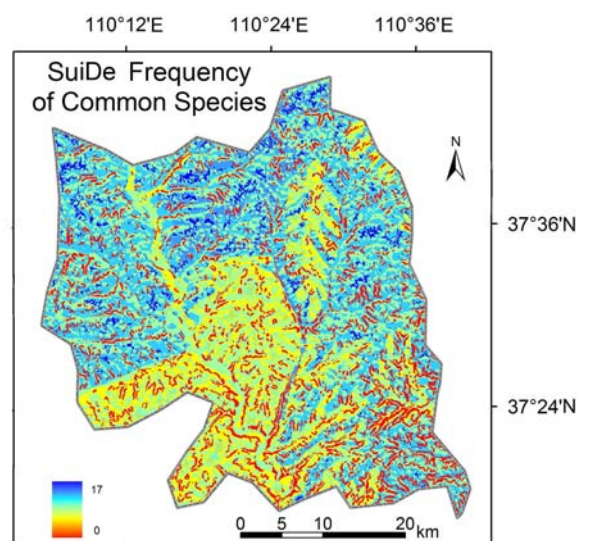 110°12'E 110°24'E 110°36'E
SuiDe Frequency
of Common Species
N
37°36'N
37°24'N
17
0
0 5 10 20 km